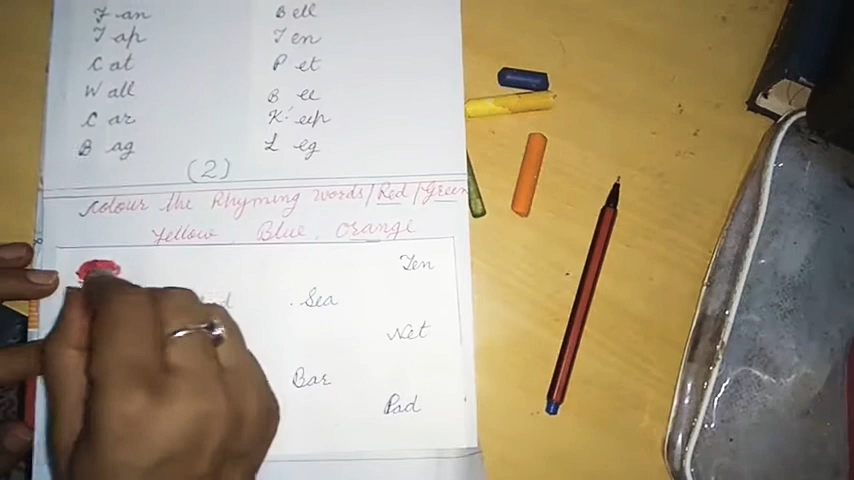 F an B ell
T ap T en
C at P et
W all B ee
C ar K eep
B ag L eg
(2)
Colour the Rhyming words/Red/Green
Yellow Blue. orange
Ten
Sea
Net
Bar
Pad